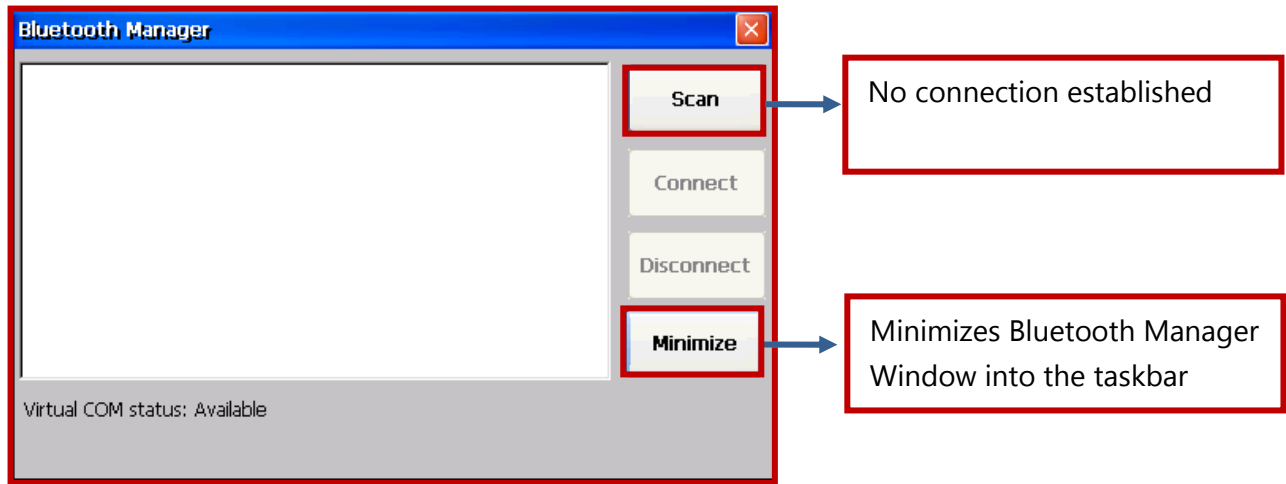 Bluetooth Manager
Scan
No connection established
Connect
Disconnect
Minimize
Minimizes Bluetooth Manager
Window into the taskbar
Virtual COM status: Available